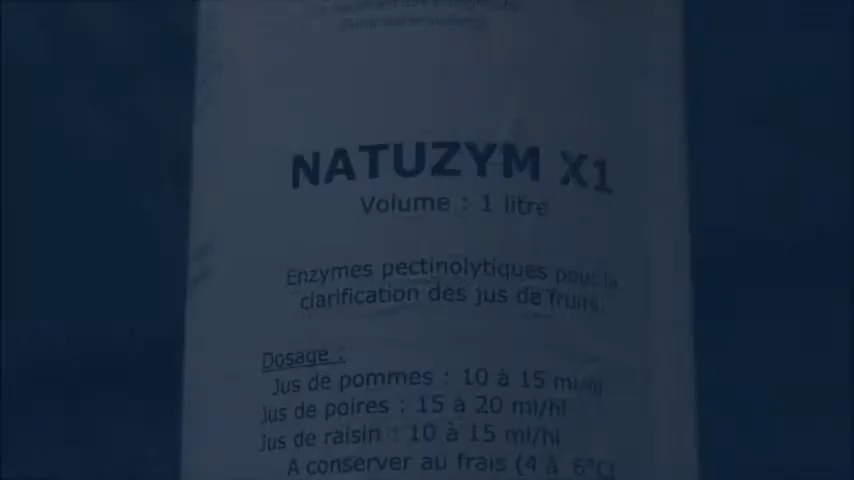 NATUZYM X1
Volume : 1 litre
Enzymes pectinolytiques pour la
clarification des jus de fruits.
Dosage :
Jus de pommes : 10 à 15 ml/hl
Jus de poires : 15 à 20 ml/hl
Jus de raisin : 10 à 15 ml/hl
A conserver au frais (4 à 6°C)